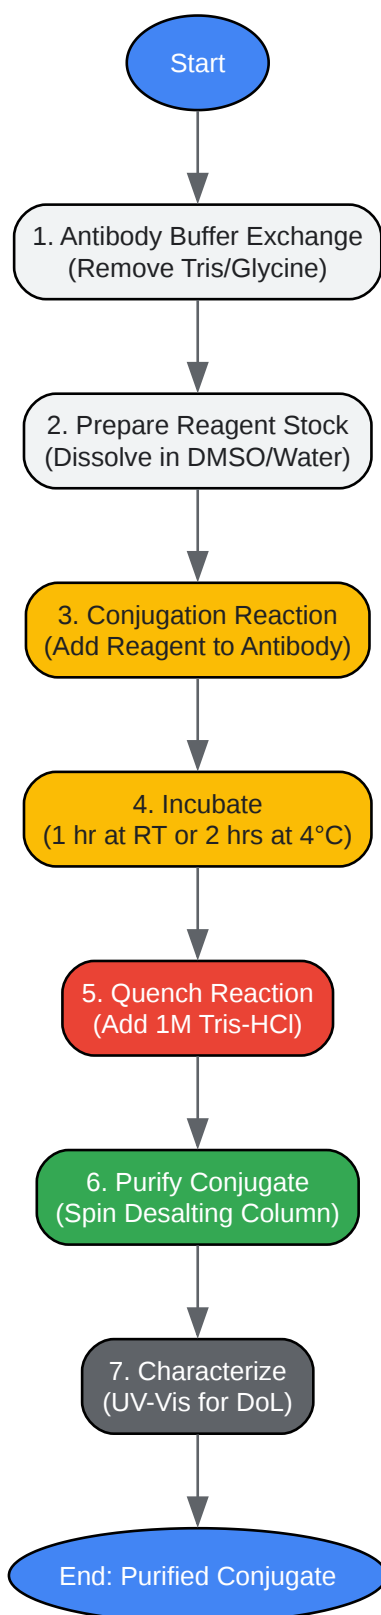 Start
1. Antibody Buffer Exchange
(Remove Tris/Glycine)
2. Prepare Reagent Stock
(Dissolve in DMSO/Water)
3. Conjugation Reaction
(Add Reagent to Antibody)
4. Incubate
(1 hr at RT or 2 hrs at 4°C)
5. Quench Reaction
(Add 1M Tris-HCl)
6. Purify Conjugate
(Spin Desalting Column)
7. Characterize
(UV-Vis for DoL)
End: Purified Conjugate